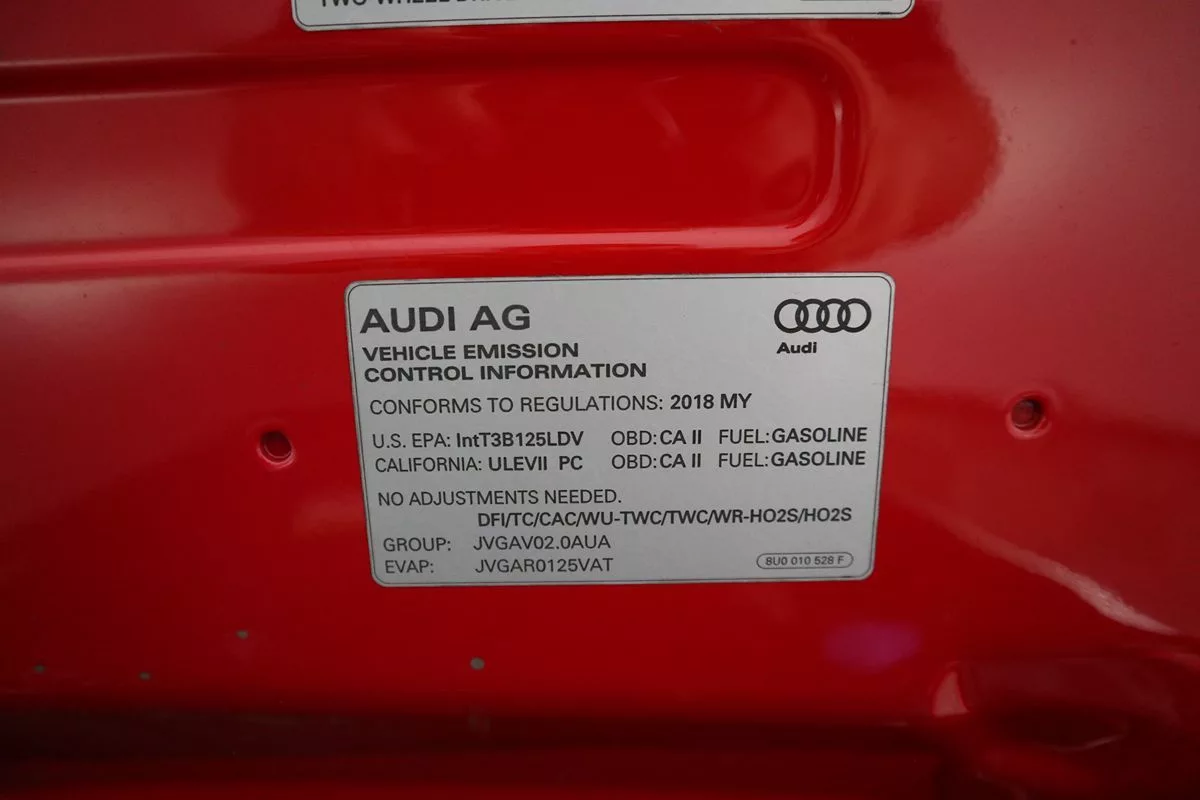 TWO WHEEL
AUDI AG
Audi
VEHICLE EMISSION
CONTROL INFORMATION
CONFORMS TO REGULATIONS: 2018 MY
U.S. EPA: IntT3B125LDV OBD: CA II FUEL: GASOLINE
CALIFORNIA: ULEVII PC OBD: CA II FUEL: GASOLINE
NO ADJUSTMENTS NEEDED.
DFI/TC/CAC/WU-TWC/TWC/WR-HO2S/HO2S
GROUP: JVGAV02.0AUA
EVAP: JVGAR0125VAT
8U0 010 528 F